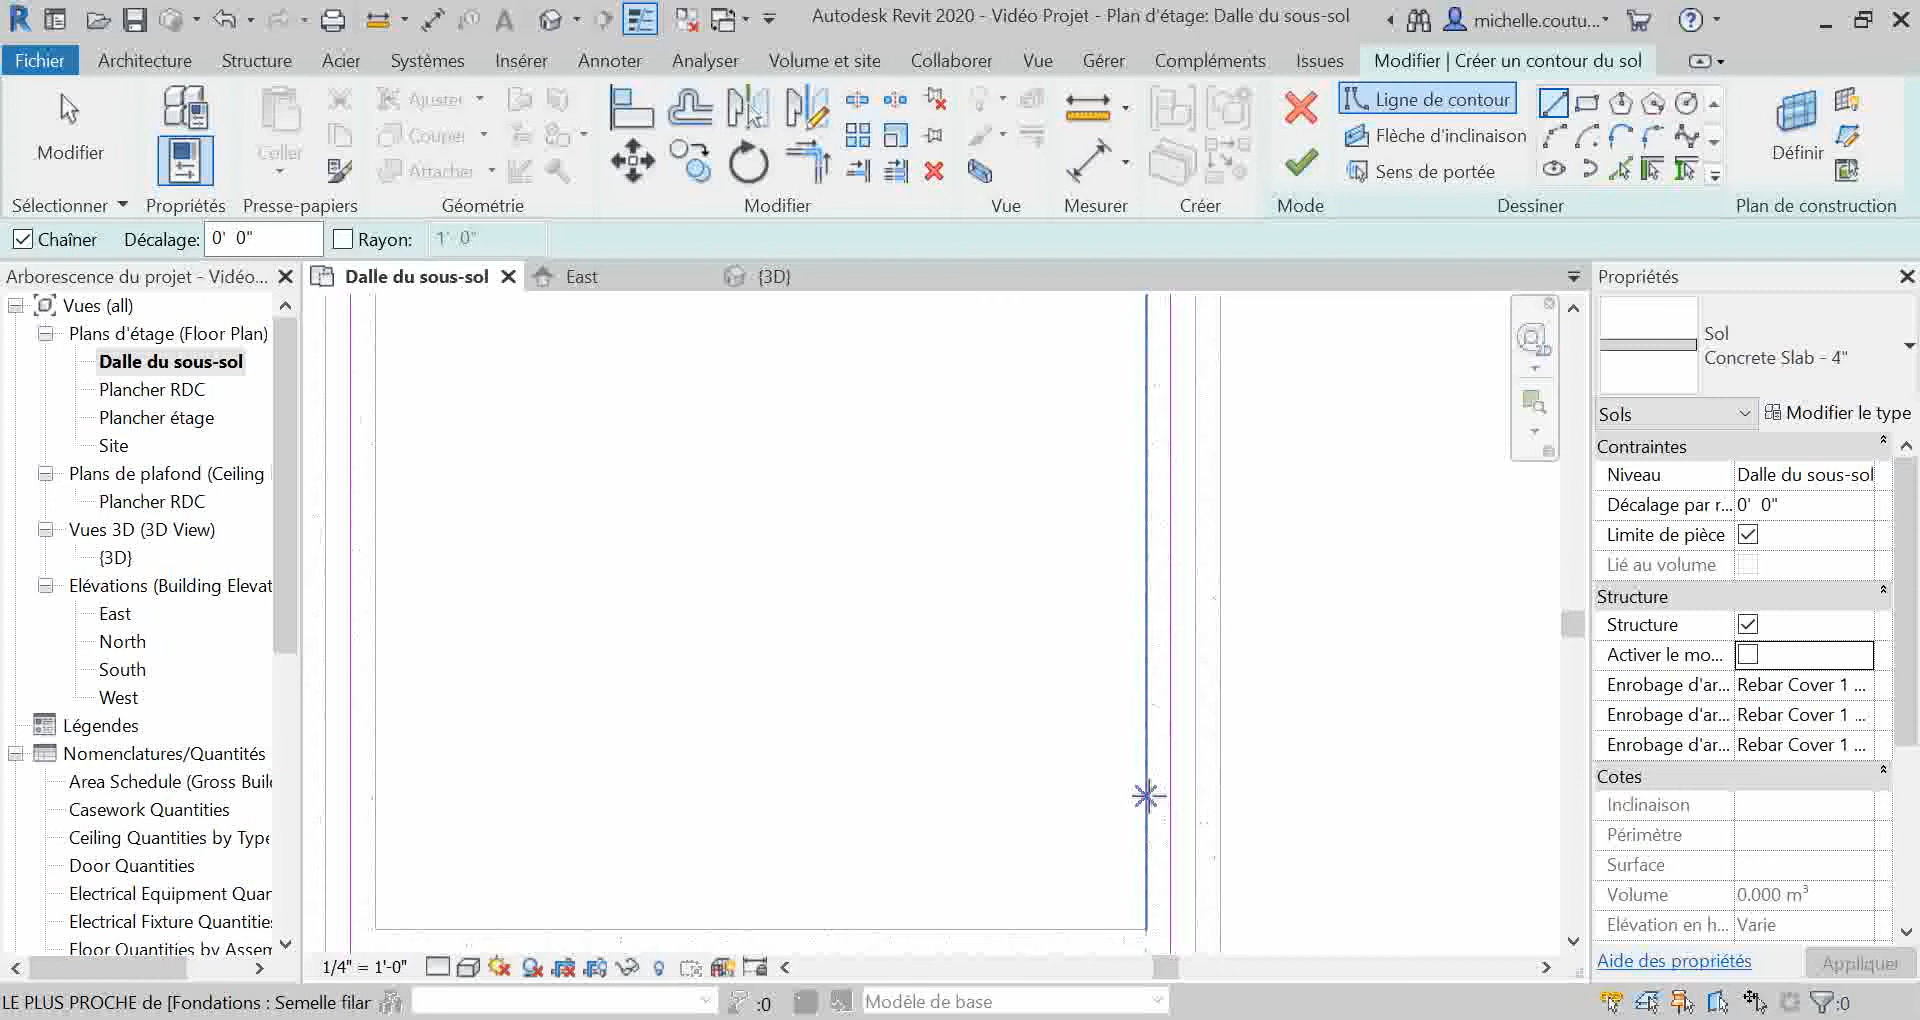 Autodesk Revit 2020 - Vidéo Projet - Plan d'étage: Dalle du sous-sol
michelle.coutu...
Fichier Architecture Structure Acier Systèmes Insérer Annoter Analyser Volume et site Collaborer Vue Gérer Compléments Issues Modifier | Créer un contour du sol
Ajuster
Ligne de contour
Modifier
Coller
Couper
Flèche d'inclinaison
Définir
Attacher
Sens de portée
Sélectionner Propriétés Presse-papiers Géométrie Modifier Vue Mesurer Créer Mode Dessiner Plan de construction
Chaîner Décalage: 0' 0" Rayon: 1' 0"
Arborescence du projet - Vidéo...
Dalle du sous-sol East {3D}
Propriétés
Vues (all)
Plans d'étage (Floor Plan)
Dalle du sous-sol
Plancher RDC
Plancher étage
Site
Plans de plafond (Ceiling
Plancher RDC
Vues 3D (3D View)
{3D}
Elévations (Building Elevat
East
North
South
West
Légendes
Nomenclatures/Quantités
Area Schedule (Gross Buil
Casework Quantities
Ceiling Quantities by Type
Door Quantities
Electrical Equipment Quar
Electrical Fixture Quantities
Floor Quantities by Assem
2D
Sol
Concrete Slab - 4"
Sols Modifier le type
Contraintes
Niveau Dalle du sous-sol
Décalage par r... 0' 0"
Limite de pièce
Lié au volume
Structure
Structure
Activer le mo...
Enrobage d'ar... Rebar Cover 1 ...
Enrobage d'ar... Rebar Cover 1 ...
Enrobage d'ar... Rebar Cover 1 ...
Cotes
Inclinaison
Périmètre
Surface
Volume 0.000 m³
Elévation en h... Varie
Aide des propriétés Appliquer
1/4" = 1'-0"
LE PLUS PROCHE de [Fondations : Semelle filar
:0
Modèle de base
:0